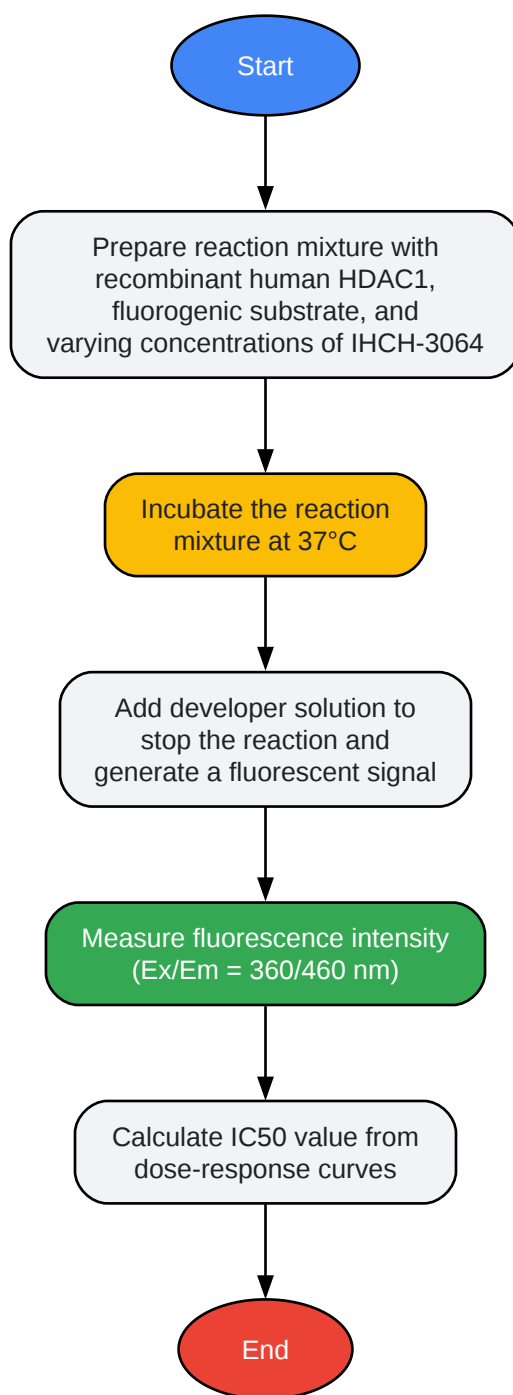 Start
Prepare reaction mixture with
recombinant human HDAC1,
fluorogenic substrate, and
varying concentrations of IHCH-3064
Incubate the reaction
mixture at 37°C
Add developer solution to
stop the reaction and
generate a fluorescent signal
Measure fluorescence intensity
(Ex/Em = 360/460 nm)
Calculate IC50 value from
dose-response curves
End